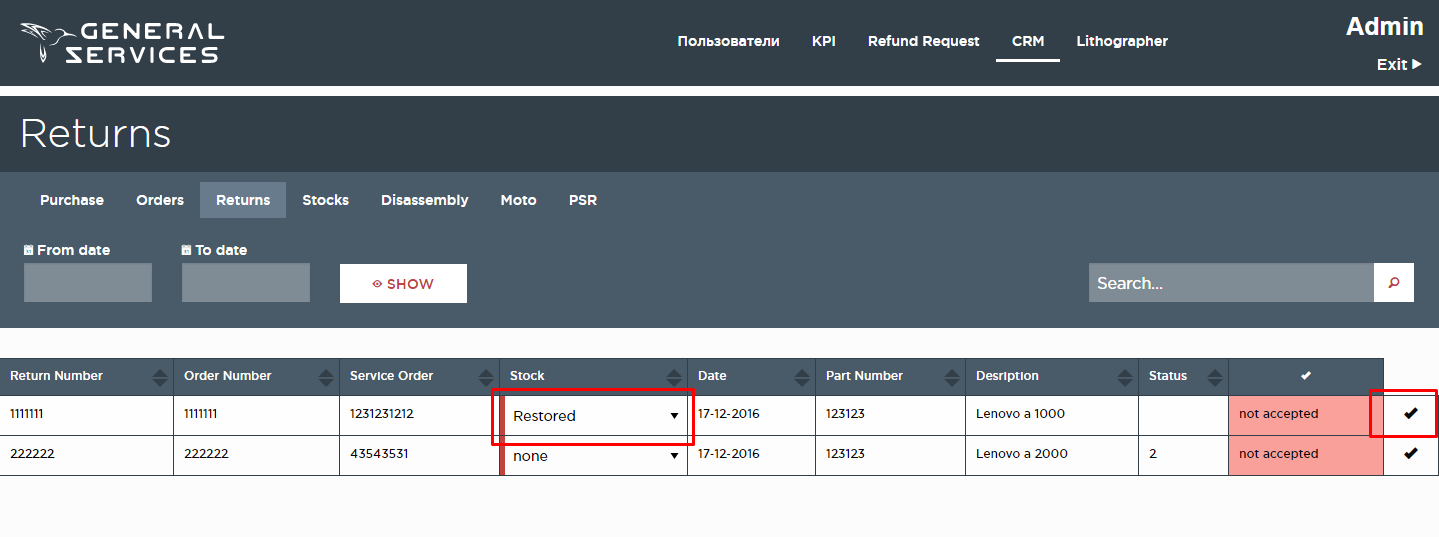 GENERAL
SERVICES
Пользователи KPI Refund Request CRM Lithographer
Admin
Exit
Returns
Purchase Orders Returns Stocks Disassembly Moto PSR
From date To date
SHOW
Search...
Return Number Order Number Service Order Stock Date Part Number Desription Status
1111111 1111111 1231231212 Restored 17-12-2016 123123 Lenovo a 1000 not accepted
222222 222222 43543531 none 17-12-2016 123123 Lenovo a 2000 2 not accepted